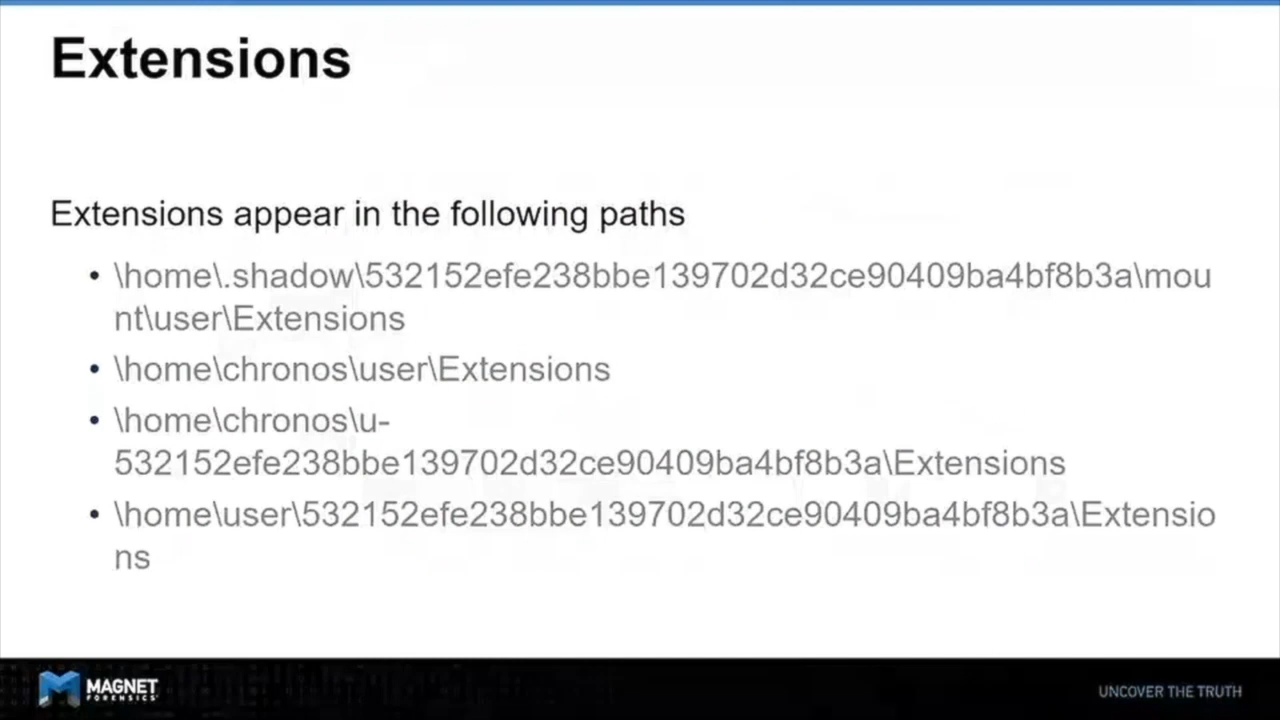 Extensions
Extensions appear in the following paths
• \home\.shadow\532152efe238bbe139702d32ce90409ba4bf8b3a\mou
nt\user\Extensions
• \home\chronos\user\Extensions
• \home\chronos\u-
532152efe238bbe139702d32ce90409ba4bf8b3a\Extensions
• \home\user\532152efe238bbe139702d32ce90409ba4bf8b3a\Extensio
ns
MAGNET
FORENSICS
UNCOVER THE TRUTH